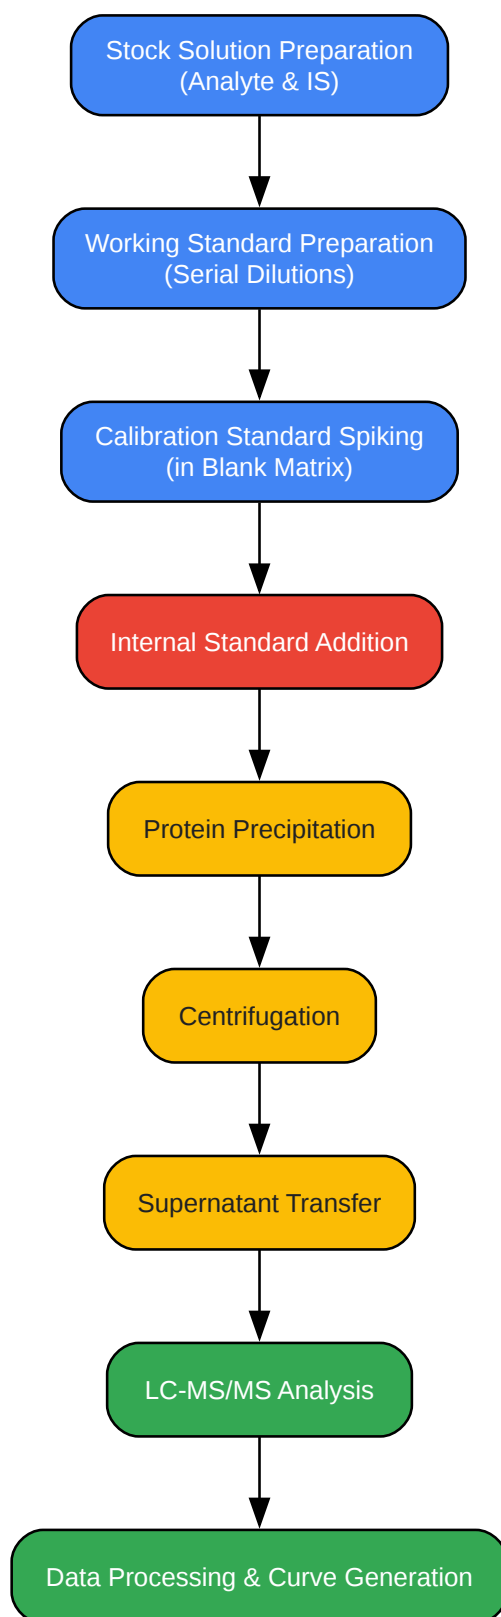 Stock Solution Preparation
(Analyte & IS)
Working Standard Preparation
(Serial Dilutions)
Calibration Standard Spiking
(in Blank Matrix)
Internal Standard Addition
Protein Precipitation
Centrifugation
Supernatant Transfer
LC-MS/MS Analysis
Data Processing & Curve Generation